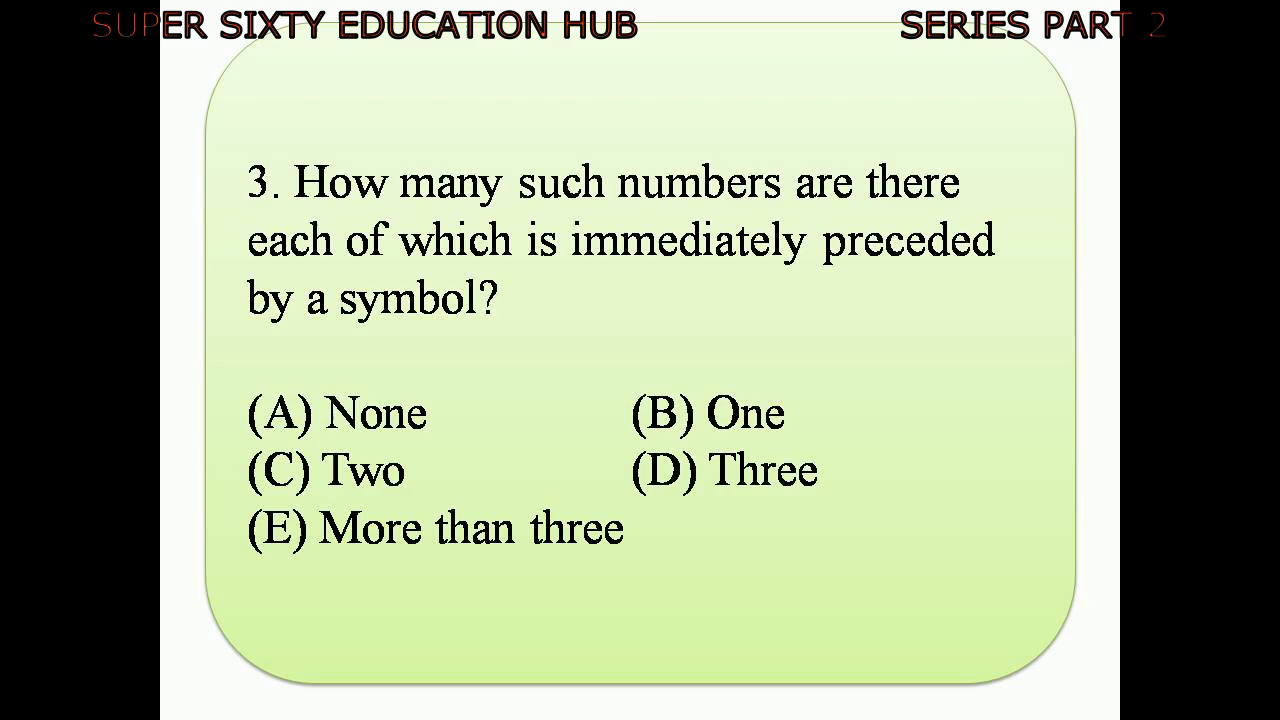 SUPER SIXTY EDUCATION HUB SERIES PART 2
3. How many such numbers are there
each of which is immediately preceded
by a symbol?
(A) None (B) One
(C) Two (D) Three
(E) More than three